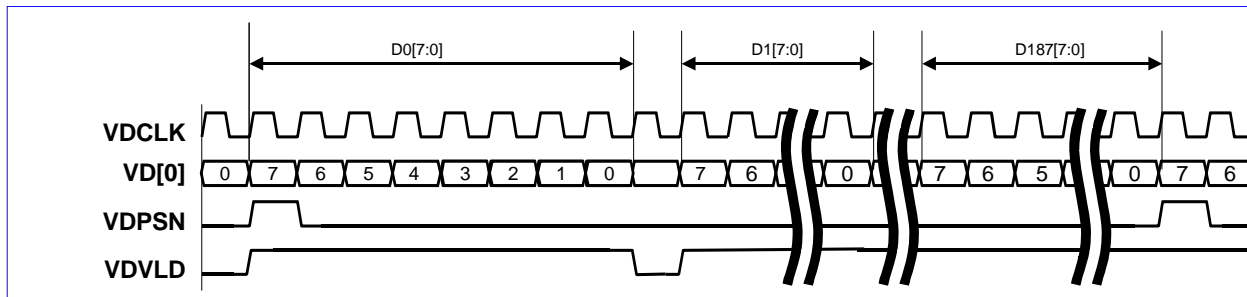 D0[7:0] D1[7:0] D187[7:0]
VDCLK
VD[0] 0 7 6 5 4 3 2 1 0 7 6 0 7 6 5 0 7 6
VDPSN
VDVLD